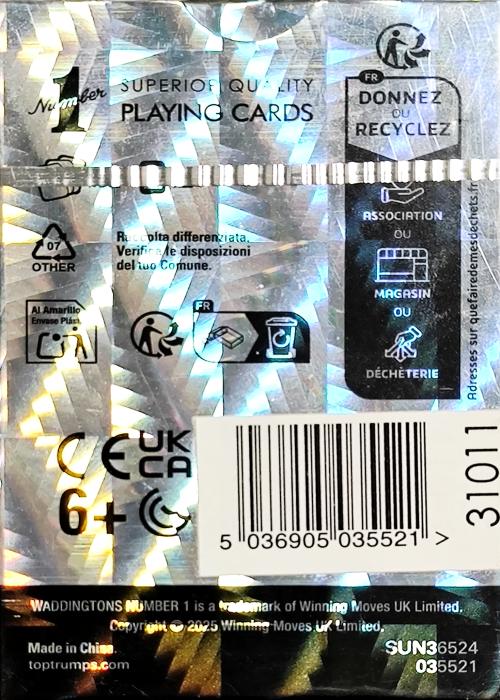 Number 1
SUPERIOR QUALITY
PLAYING CARDS
FR
DONNEZ
OU
RECYCLEZ
ASSOCIATION
OU
MAGASIN
OU
DÉCHÈTERIE
Adresses sur quefairedemesdechets.fr
07
OTHER
Raccolta differenziata.
Verifica le disposizioni
del tuo Comune.
Al Amarillo
Envase Plást
FR
CE
UK
CA
6+
31011
5 036905 035521 >
WADDINGTONS NUMBER 1 is a trademark of Winning Moves UK Limited.
Copyright © 2025 Winning Moves UK Limited.
Made in China.
toptrumps.com
SUN36524
035521